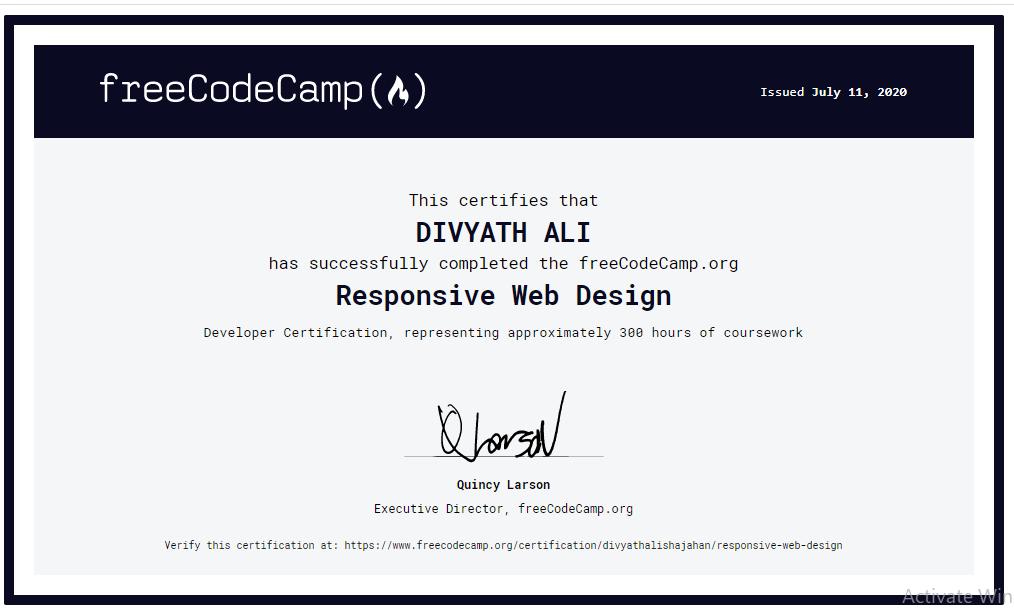 freeCodeCamp(🔥)
Issued July 11, 2020
This certifies that
DIVYATH ALI
has successfully completed the freeCodeCamp.org
Responsive Web Design
Developer Certification, representing approximately 300 hours of coursework
Q Larson
Quincy Larson
Executive Director, freeCodeCamp.org
Verify this certification at: https://www.freecodecamp.org/certification/divyathalishajahan/responsive-web-design
Activate Win